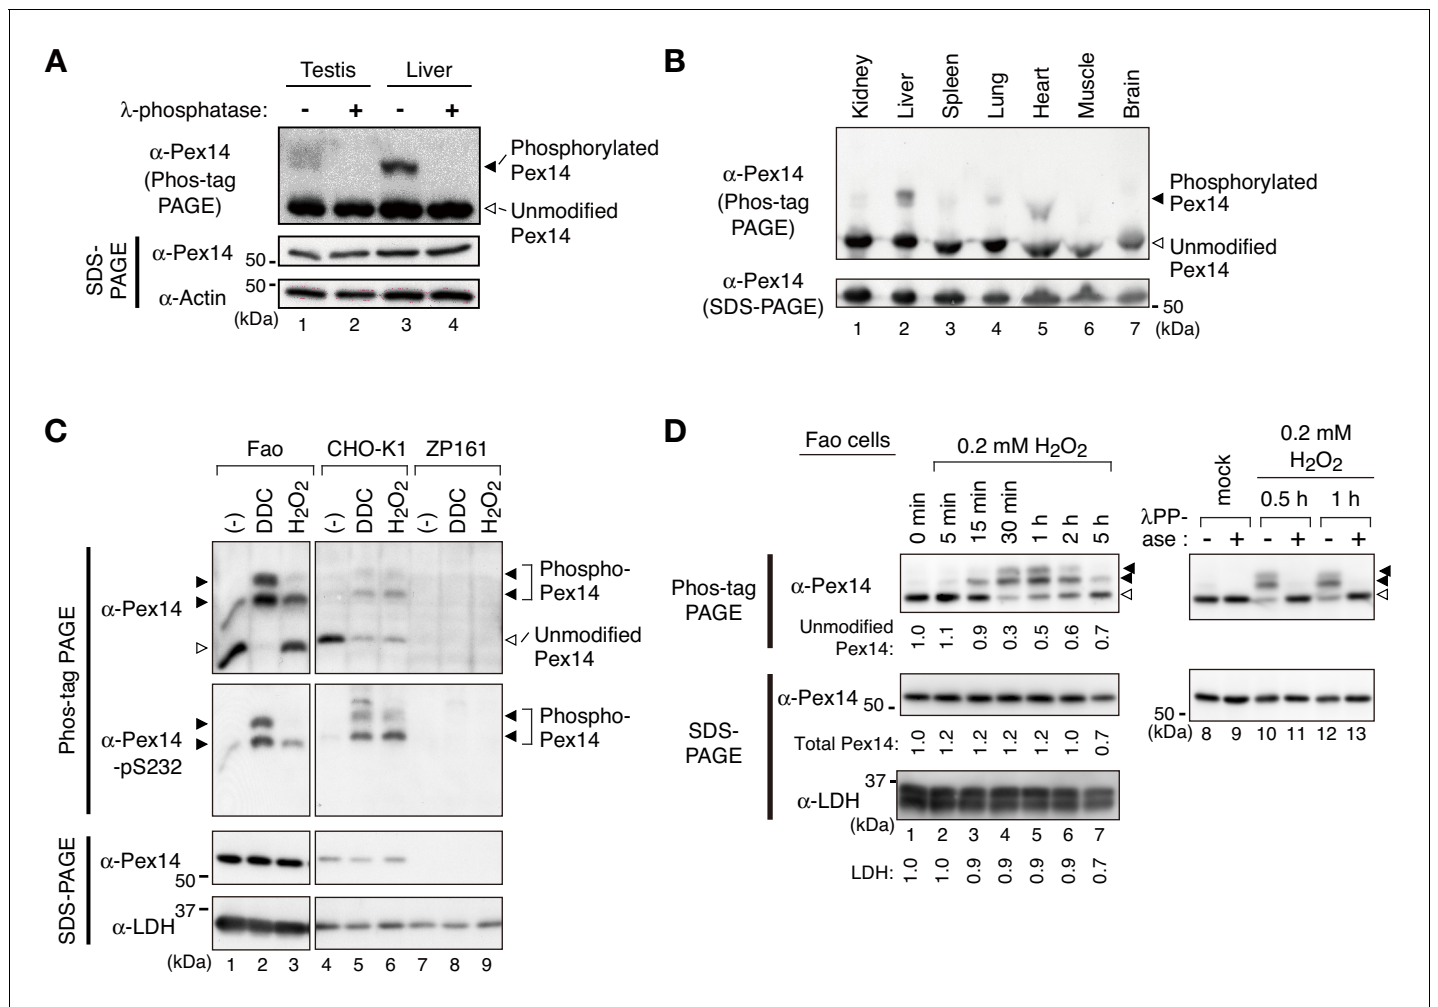 A
Testis Liver
λ-phosphatase: - + - +
α-Pex14
(Phos-tag
PAGE)
Phosphorylated
Pex14
Unmodified
Pex14
SDS-
PAGE
α-Pex14
50
α-Actin
50
(kDa)
1 2 3 4
B
Kidney Liver Spleen Lung Heart Muscle Brain
α-Pex14
(Phos-tag
PAGE)
Phosphorylated
Pex14
Unmodified
Pex14
α-Pex14
(SDS-PAGE)
50
1 2 3 4 5 6 7 (kDa)
C
Fao CHO-K1 ZP161
(-) DDC H2O2 (-) DDC H2O2 (-) DDC H2O2
Phos-tag PAGE
α-Pex14
Phospho-
Pex14
Unmodified
Pex14
α-Pex14
-pS232
Phospho-
Pex14
SDS-PAGE
α-Pex14
50
37
α-LDH
(kDa) 1 2 3 4 5 6 7 8 9
D
Fao cells
0.2 mM H2O2
0 min 5 min 15 min 30 min 1 h 2 h 5 h
Phos-tag
PAGE
α-Pex14
Unmodified
Pex14:
1.0 1.1 0.9 0.3 0.5 0.6 0.7
SDS-
PAGE
α-Pex14
50
Total Pex14: 1.0 1.2 1.2 1.2 1.2 1.0 0.7
37
α-LDH
(kDa)
1 2 3 4 5 6 7
LDH: 1.0 1.0 0.9 0.9 0.9 0.9 0.7
mock
0.2 mM
H2O2
0.5 h 1 h
λPP-
ase : - + - + - +
50
(kDa) 8 9 10 11 12 13